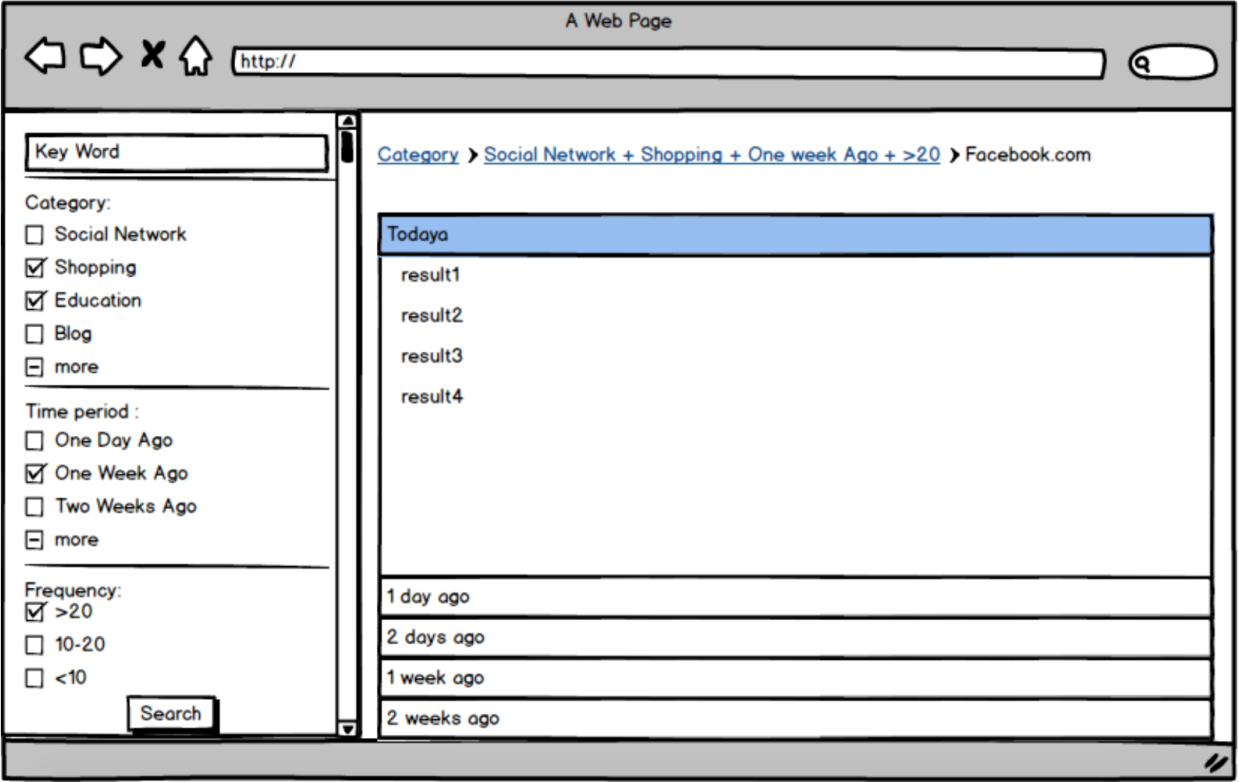 A Web Page
http://
Key Word
Category:
Social Network
Shopping
Education
Blog
more
Time period :
One Day Ago
One Week Ago
Two Weeks Ago
more
Frequency:
>20
10-20
<10
Search
Category > Social Network + Shopping + One week Ago + >20 > Facebook.com
Todaya
result1
result2
result3
result4
1 day ago
2 days ago
1 week ago
2 weeks ago